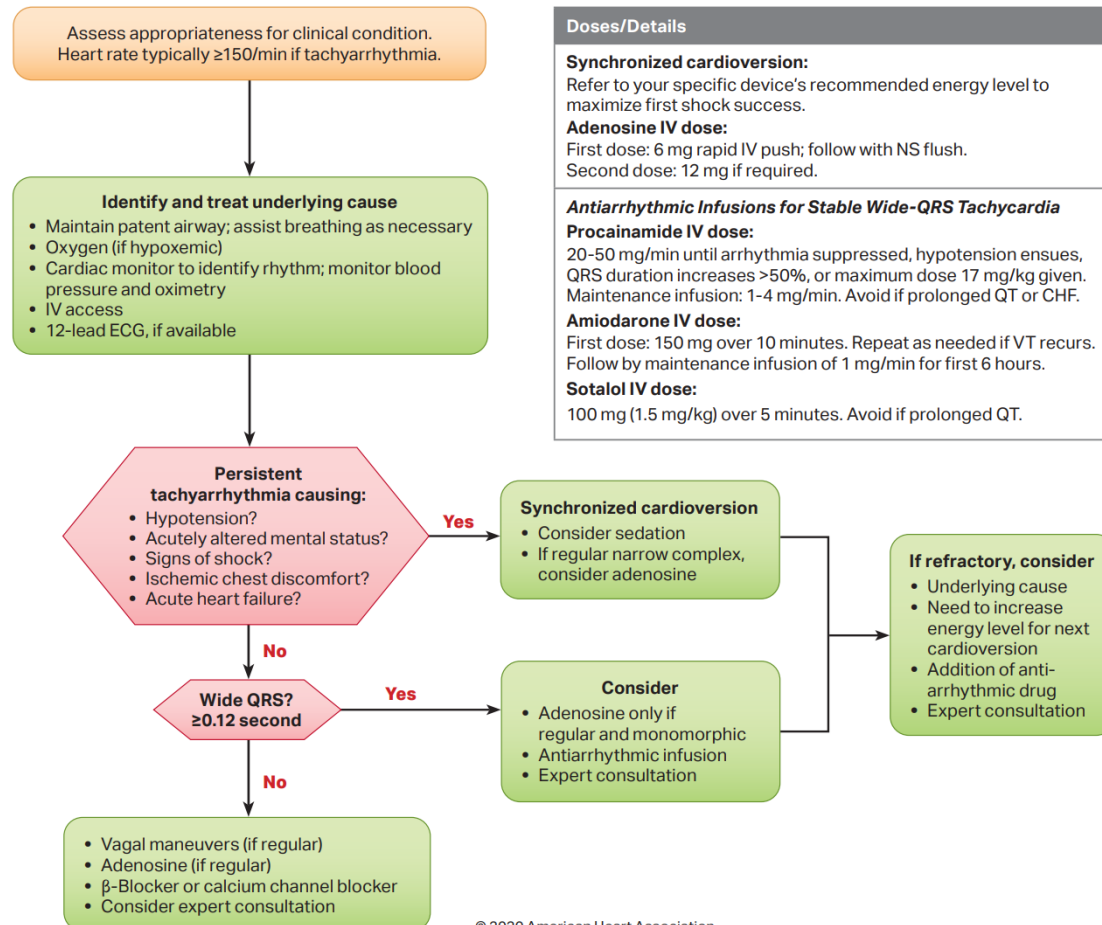 Assess appropriateness for clinical condition.
Heart rate typically ≥150/min if tachyarrhythmia.
Identify and treat underlying cause
• Maintain patent airway; assist breathing as necessary
• Oxygen (if hypoxemic)
• Cardiac monitor to identify rhythm; monitor blood
pressure and oximetry
• IV access
• 12-lead ECG, if available
Persistent
tachyarrhythmia causing:
• Hypotension?
• Acutely altered mental status?
• Signs of shock?
• Ischemic chest discomfort?
• Acute heart failure?
Yes
Synchronized cardioversion
• Consider sedation
• If regular narrow complex,
consider adenosine
No
Wide QRS?
≥0.12 second
Yes
Consider
• Adenosine only if
regular and monomorphic
• Antiarrhythmic infusion
• Expert consultation
If refractory, consider
• Underlying cause
• Need to increase
energy level for next
cardioversion
• Addition of anti-
arrhythmic drug
• Expert consultation
No
• Vagal maneuvers (if regular)
• Adenosine (if regular)
• β-Blocker or calcium channel blocker
• Consider expert consultation
Doses/Details
Synchronized cardioversion:
Refer to your specific device’s recommended energy level to
maximize first shock success.
Adenosine IV dose:
First dose: 6 mg rapid IV push; follow with NS flush.
Second dose: 12 mg if required.
Antiarrhythmic Infusions for Stable Wide-QRS Tachycardia
Procainamide IV dose:
20-50 mg/min until arrhythmia suppressed, hypotension ensues,
QRS duration increases >50%, or maximum dose 17 mg/kg given.
Maintenance infusion: 1-4 mg/min. Avoid if prolonged QT or CHF.
Amiodarone IV dose:
First dose: 150 mg over 10 minutes. Repeat as needed if VT recurs.
Follow by maintenance infusion of 1 mg/min for first 6 hours.
Sotalol IV dose:
100 mg (1.5 mg/kg) over 5 minutes. Avoid if prolonged QT.
© 2020 American Heart Association